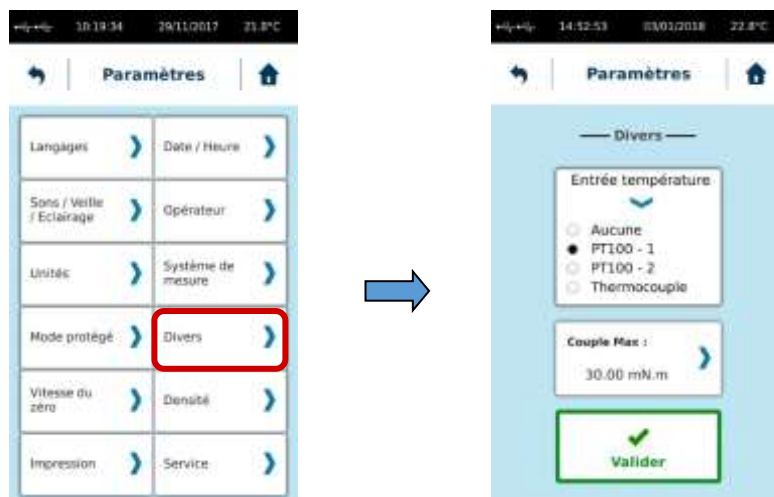 10:19:34 29/11/2017 21.8°C
Paramètres
Langages
Date / Heure
Sons / Veille
/ Eclairage
Opérateur
Unités
Système de
mesure
Mode protégé
Divers
Vitesse du
zéro
Densité
Impression
Service
14:52:53 03/01/2018 22.8°C
Paramètres
Divers
Entrée température
Aucune
PT100 - 1
PT100 - 2
Thermocouple
Couple Max :
30.00 mN.m
Valider